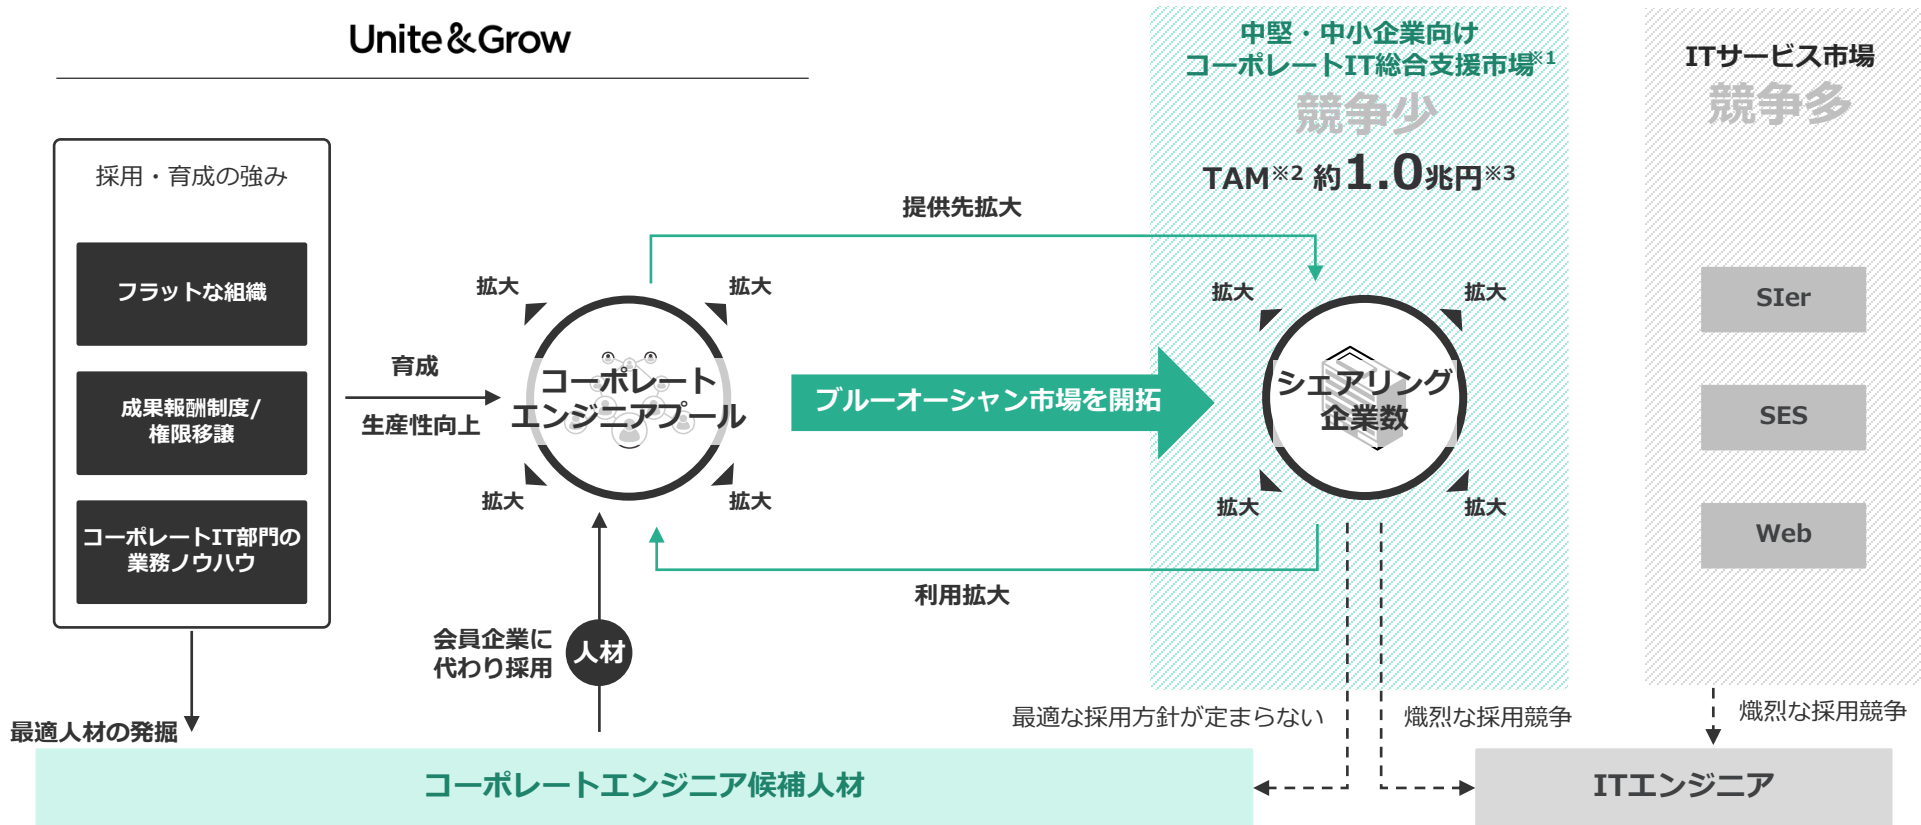 Unite&Grow
中堅・中小企業向け
コーポレートIT総合支援市場※1
競争少
TAM※2 約1.0兆円※3
ITサービス市場
競争多
採用・育成の強み
フラットな組織
成果報酬制度/
権限移譲
コーポレートIT部門の
業務ノウハウ
育成
生産性向上
拡大
拡大
コーポレート
エンジニアプール
拡大
拡大
提供先拡大
ブルーオーシャン市場を開拓
利用拡大
拡大
拡大
シェアリング
企業数
拡大
拡大
SIer
SES
Web
会員企業に
代わり採用
人材
最適人材の発掘
最適な採用方針が定まらない
熾烈な採用競争
熾烈な採用競争
コーポレートエンジニア候補人材
ITエンジニア